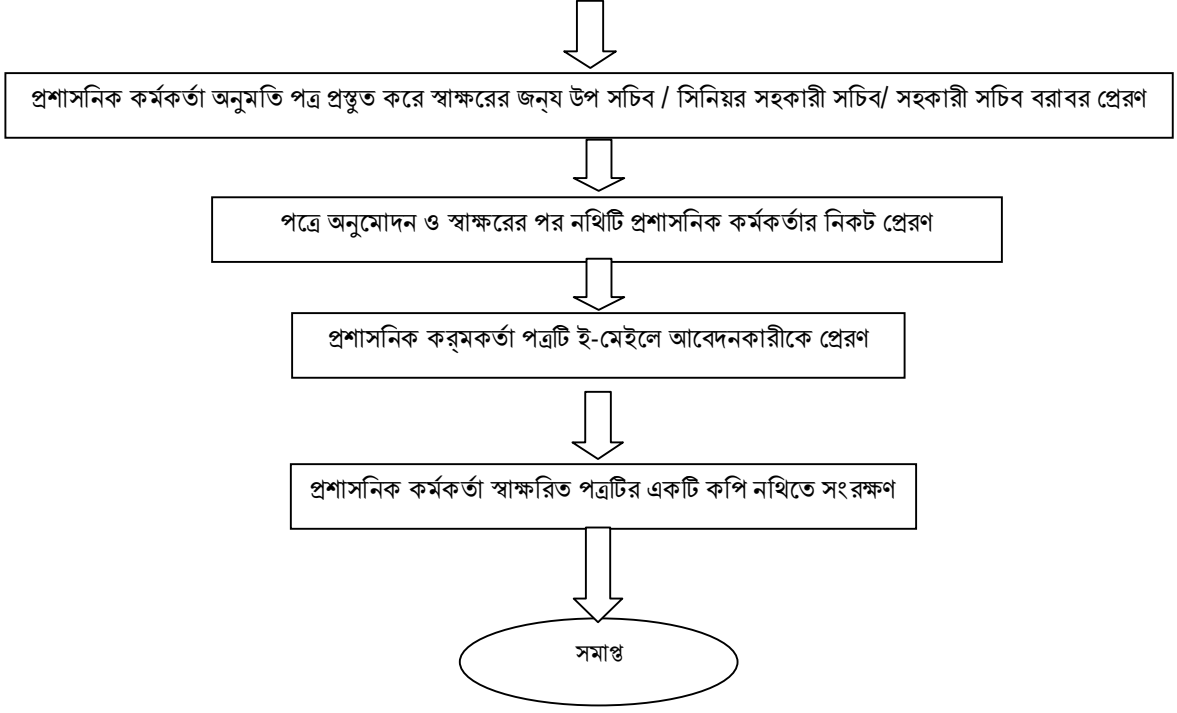 প্রশাসনিক কর্মকর্তা অনুমতি পত্র প্রস্তুত করে স্বাক্ষরের জন্‌য উপ সচিব / সিনিয়র সহকারী সচিব/ সহকারী সচিব বরাবর প্রেরণ
পত্রে অনুমোদন ও স্বাক্ষরের পর নথিটি প্রশাসনিক কর্মকর্তার নিকট প্রেরণ
প্রশাসনিক কর্‌মকর্তা পত্রটি ই-মেইলে আবেদনকারীকে প্রেরণ
প্রশাসনিক কর্মকর্তা স্বাক্ষরিত পত্রটির একটি কপি নথিতে সংরক্ষণ
সমাপ্ত